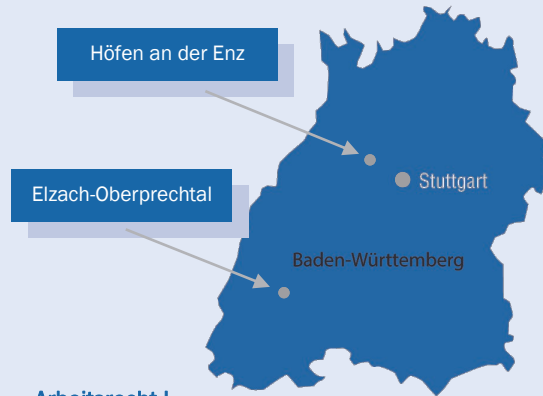 Höfen an der Enz
Stuttgart
Elzach-Oberprechtal
Baden-Württemberg